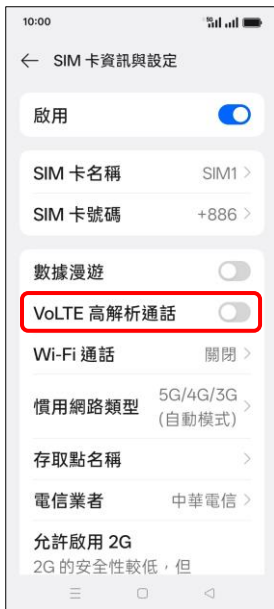 10:00
SIM 卡資訊與設定
啟用
SIM 卡名稱 SIM1
SIM 卡號碼 +886
數據漫遊
VoLTE 高解析通話
Wi-Fi 通話 關閉
慣用網路類型 5G/4G/3G
(自動模式)
存取點名稱
電信業者 中華電信
允許啟用 2G
2G 的安全性較低，但